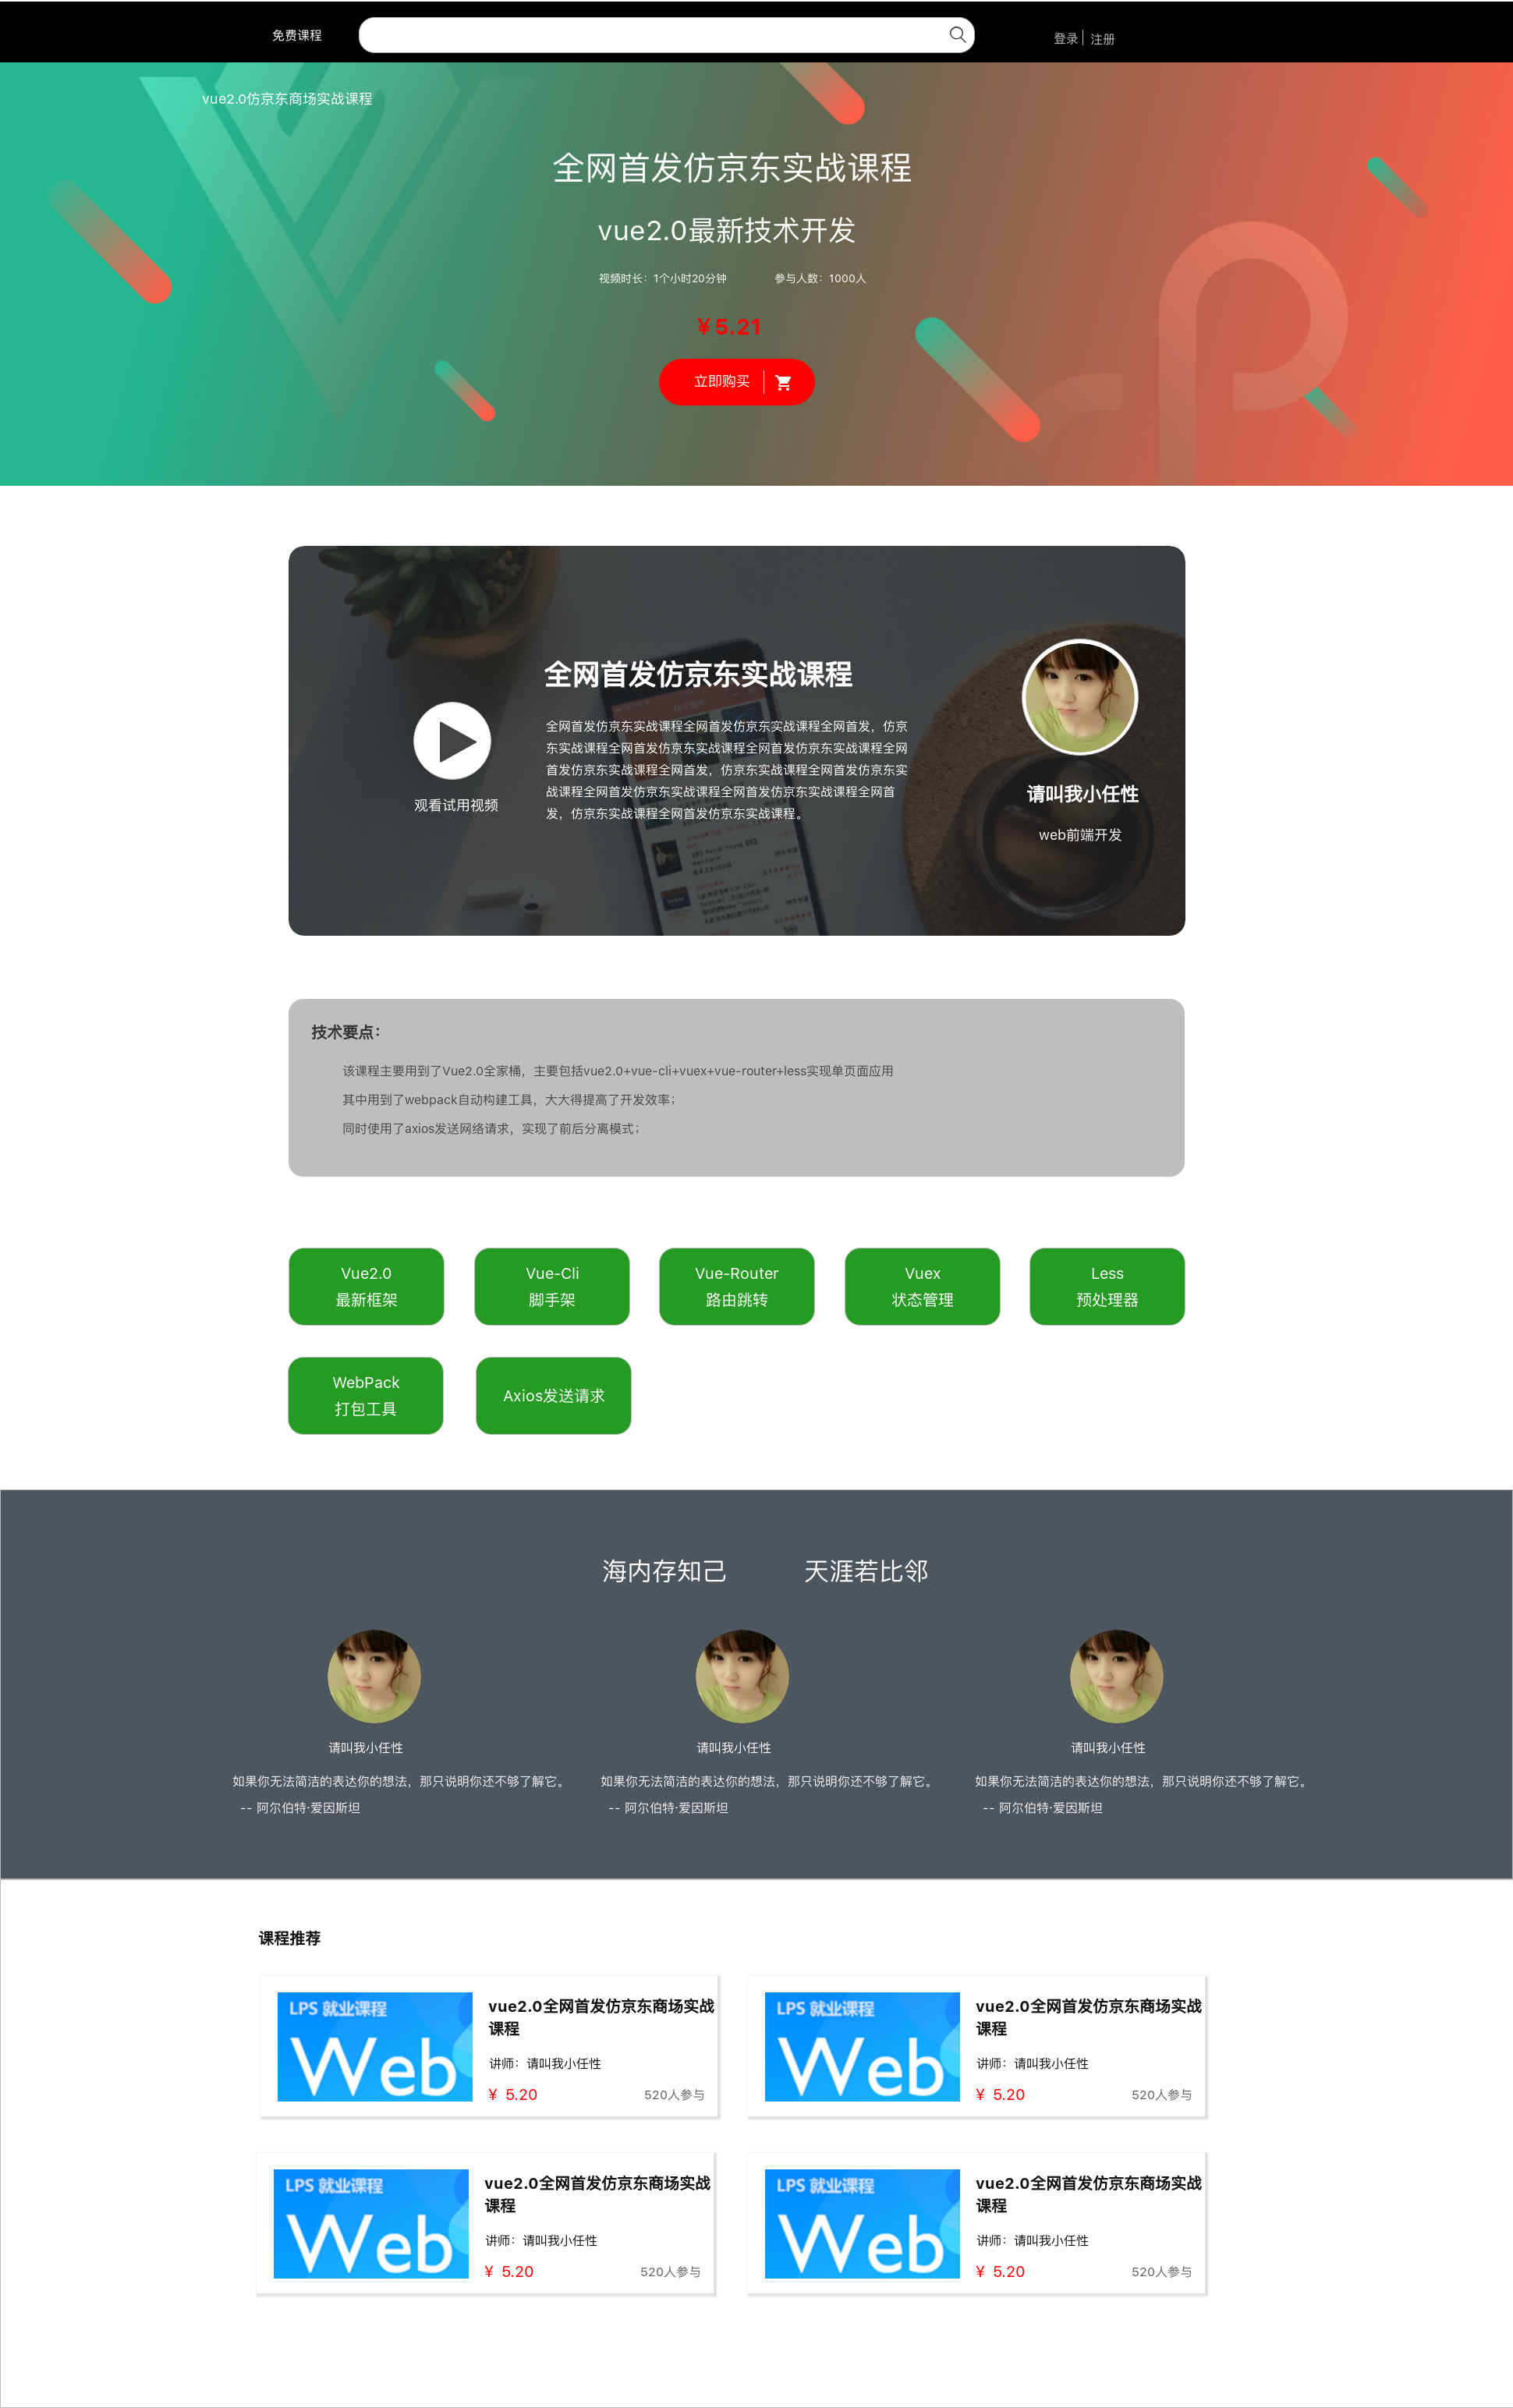 免费课程
登录 | 注册
vue2.0仿京东商场实战课程
全网首发仿京东实战课程
vue2.0最新技术开发
视频时长：1个小时20分钟
参与人数：1000人
￥5.21
立即购买
全网首发仿京东实战课程
全网首发仿京东实战课程全网首发仿京东实战课程全网首发，仿京
东实战课程全网首发仿京东实战课程全网首发仿京东实战课程全网
首发仿京东实战课程全网首发，仿京东实战课程全网首发仿京东实
战课程全网首发仿京东实战课程全网首发仿京东实战课程全网首
发，仿京东实战课程全网首发仿京东实战课程。
观看试用视频
请叫我小任性
web前端开发
技术要点：
该课程主要用到了Vue2.0全家桶，主要包括vue2.0+vue-cli+vuex+vue-router+less实现单页面应用
其中用到了webpack自动构建工具，大大得提高了开发效率；
同时使用了axios发送网络请求，实现了前后分离模式；
Vue2.0
最新框架
Vue-Cli
脚手架
Vue-Router
路由跳转
Vuex
状态管理
Less
预处理器
WebPack
打包工具
Axios发送请求
海内存知己 天涯若比邻
请叫我小任性
如果你无法简洁的表达你的想法，那只说明你还不够了解它。
-- 阿尔伯特·爱因斯坦
请叫我小任性
如果你无法简洁的表达你的想法，那只说明你还不够了解它。
-- 阿尔伯特·爱因斯坦
请叫我小任性
如果你无法简洁的表达你的想法，那只说明你还不够了解它。
-- 阿尔伯特·爱因斯坦
课程推荐
LPS 就业课程
Web
vue2.0全网首发仿京东商场实战
课程
讲师：请叫我小任性
￥ 5.20
520人参与
LPS 就业课程
Web
vue2.0全网首发仿京东商场实战
课程
讲师：请叫我小任性
￥ 5.20
520人参与
LPS 就业课程
Web
vue2.0全网首发仿京东商场实战
课程
讲师：请叫我小任性
￥ 5.20
520人参与
LPS 就业课程
Web
vue2.0全网首发仿京东商场实战
课程
讲师：请叫我小任性
￥ 5.20
520人参与